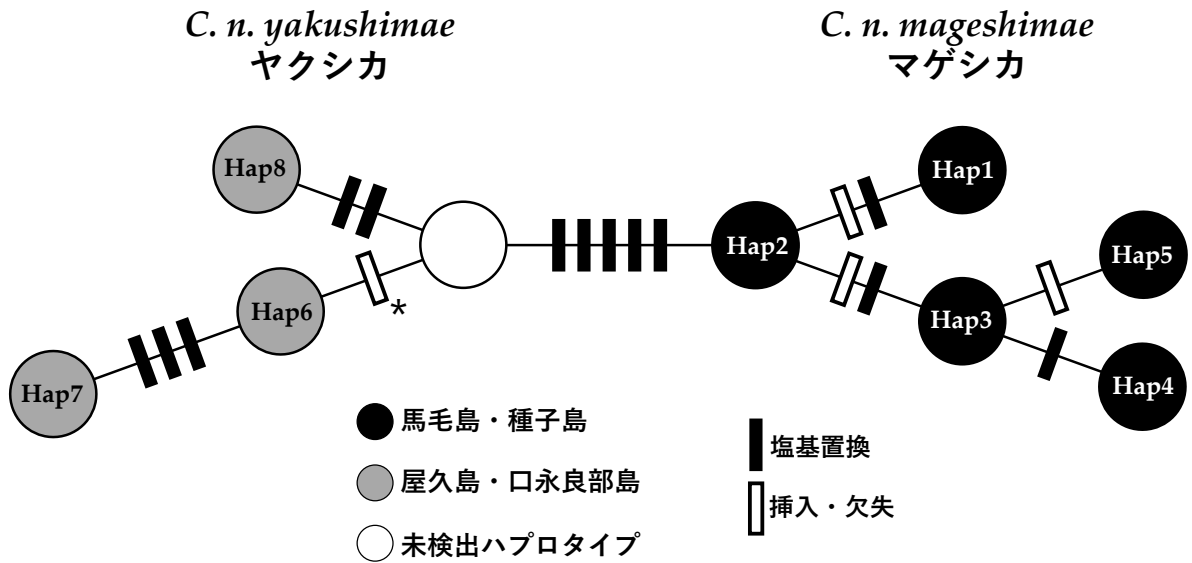 C. n. yakushimae
ヤクシカ
C. n. mageshimae
マゲシカ
Hap8
Hap1
Hap2
Hap5
Hap6
*
Hap3
Hap7
Hap4
馬毛島・種子島
屋久島・口永良部島
未検出ハプロタイプ
塩基置換
挿入・欠失